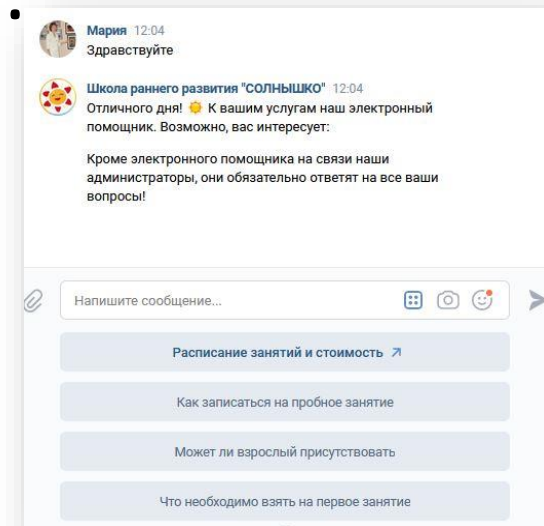 Мария 12:04
Здравствуйте
Школа раннего развития "СОЛНЫШКО" 12:04
Отличного дня! К вашим услугам наш электронный
помощник. Возможно, вас интересует:
Кроме электронного помощника на связи наши
администраторы, они обязательно ответят на все ваши
вопросы!
Напишите сообщение...
Расписание занятий и стоимость
Как записаться на пробное занятие
Может ли взрослый присутствовать
Что необходимо взять на первое занятие